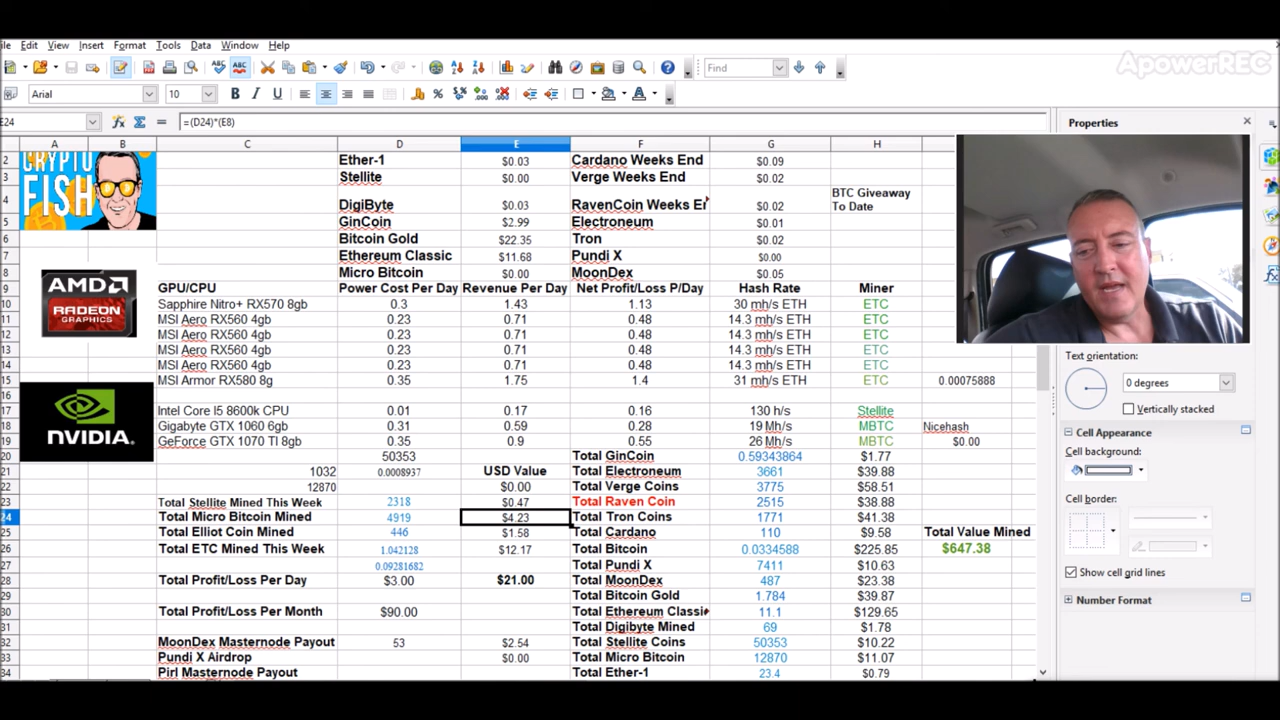 ApowerREC
ile Edit View Insert Format Tools Data Window Help
Find
Arial 10
E24 =(D24)*(E8)
Properties
A B C D E F G H
2 Ether-1 $0.03 Cardano Weeks End $0.09
3 Stellite $0.00 Verge Weeks End $0.02
BTC Giveaway
4 DigiByte $0.03 RavenCoin Weeks Er $0.02 To Date
5 GinCoin $2.99 Electroneum $0.01
6 Bitcoin Gold $22.35 Tron $0.02
7 Ethereum Classic $11.68 Pundi X $0.00
8 Micro Bitcoin $0.00 MoonDex $0.05
CRYPTO
FISH
9 GPU/CPU Power Cost Per Day Revenue Per Day Net Profit/Loss P/Day Hash Rate Miner
10 Sapphire Nitro+ RX570 8gb 0.3 1.43 1.13 30 mh/s ETH ETC
11 MSI Aero RX560 4gb 0.23 0.71 0.48 14.3 mh/s ETH ETC
12 MSI Aero RX560 4gb 0.23 0.71 0.48 14.3 mh/s ETH ETC
13 MSI Aero RX560 4gb 0.23 0.71 0.48 14.3 mh/s ETH ETC
14 MSI Aero RX560 4gb 0.23 0.71 0.48 14.3 mh/s ETH ETC
15 MSI Armor RX580 8g 0.35 1.75 1.4 31 mh/s ETH ETC 0.00075888
AMD
RADEON
GRAPHICS
16
17 Intel Core I5 8600k CPU 0.01 0.17 0.16 130 h/s Stellite
18 Gigabyte GTX 1060 6gb 0.31 0.59 0.28 19 Mh/s MBTC Nicehash
19 GeForce GTX 1070 TI 8gb 0.35 0.9 0.55 26 Mh/s MBTC $0.00
NVIDIA.
20 50353 Total GinCoin 0.59343864 $1.77
21 1032 0.0008937 USD Value Total Electroneum 3661 $39.88
22 12870 $0.00 Total Verge Coins 3775 $58.51
23 Total Stellite Mined This Week 2318 $0.47 Total Raven Coin 2515 $38.88
24 Total Micro Bitcoin Mined 4919 $4.23 Total Tron Coins 1771 $41.38
25 Total Elliot Coin Mined 446 $1.58 Total Cardano 110 $9.58 Total Value Mined
26 Total ETC Mined This Week 1.042128 $12.17 Total Bitcoin 0.0334588 $225.85 $647.38
27 0.09281682 Total Pundi X 7411 $10.63
28 Total Profit/Loss Per Day $3.00 $21.00 Total MoonDex 487 $23.38
29 Total Bitcoin Gold 1.784 $39.87
30 Total Profit/Loss Per Month $90.00 Total Ethereum Classi 11.1 $129.65
31 Total Digibyte Mined 69 $1.78
32 MoonDex Masternode Payout 53 $2.54 Total Stellite Coins 50353 $10.22
33 Pundi X Airdrop $0.00 Total Micro Bitcoin 12870 $11.07
34 Pirl Masternode Payout Total Ether-1 23.4 $0.79
Text orientation:
0 degrees
Vertically stacked
Cell Appearance
Cell background:
Cell border:
Show cell grid lines
Number Format